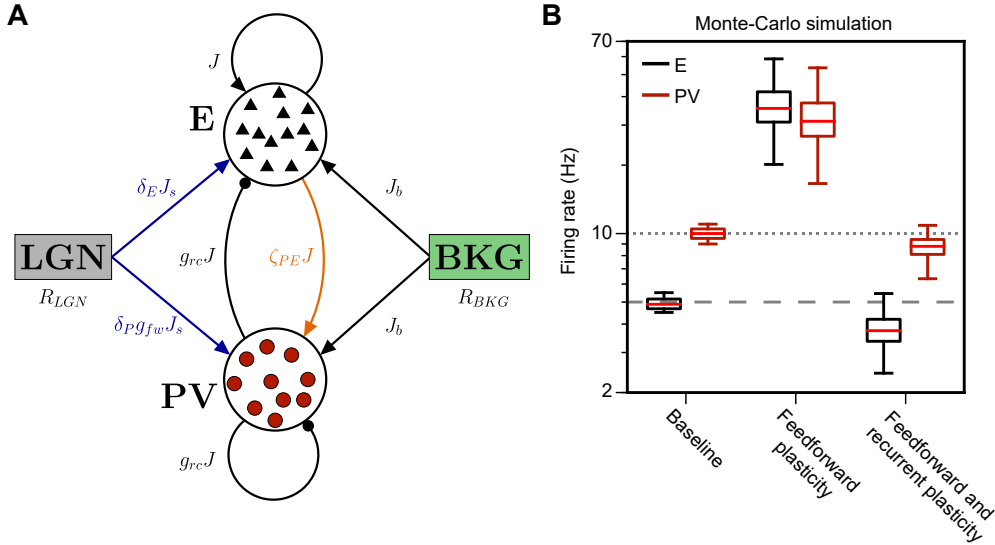 A
J
E
δ_E J_s
J_b
g_rc J
ζ_PE J
LGN
BKG
R_LGN
R_BKG
δ_P g_fw J_s
J_b
PV
g_rc J
B
Monte-Carlo simulation
70
E
PV
10
2
Firing rate (Hz)
Baseline
Feedforward
plasticity
Feedforward and
recurrent plasticity